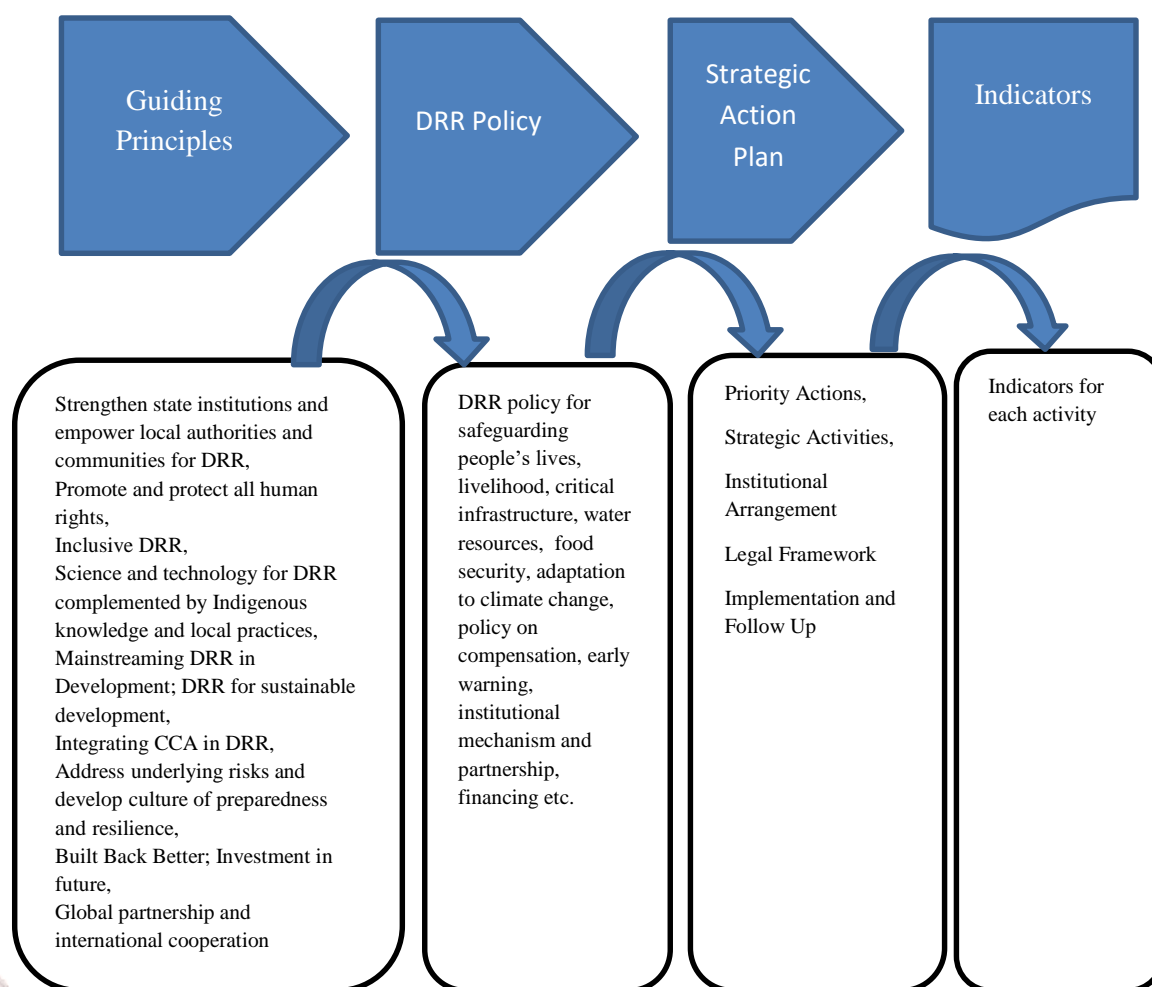 Guiding
Principles
DRR Policy
Strategic
Action
Plan
Indicators
Strengthen state institutions and
empower local authorities and
communities for DRR,
Promote and protect all human
rights,
Inclusive DRR,
Science and technology for DRR
complemented by Indigenous
knowledge and local practices,
Mainstreaming DRR in
Development; DRR for sustainable
development,
Integrating CCA in DRR,
Address underlying risks and
develop culture of preparedness
and resilience,
Built Back Better; Investment in
future,
Global partnership and
international cooperation
DRR policy for
safeguarding
people's lives,
livelihood, critical
infrastructure, water
resources, food
security, adaptation
to climate change,
policy on
compensation, early
warning,
institutional
mechanism and
partnership,
financing etc.
Priority Actions,
Strategic Activities,
Institutional
Arrangement
Legal Framework
Implementation and
Follow Up
Indicators for
each activity